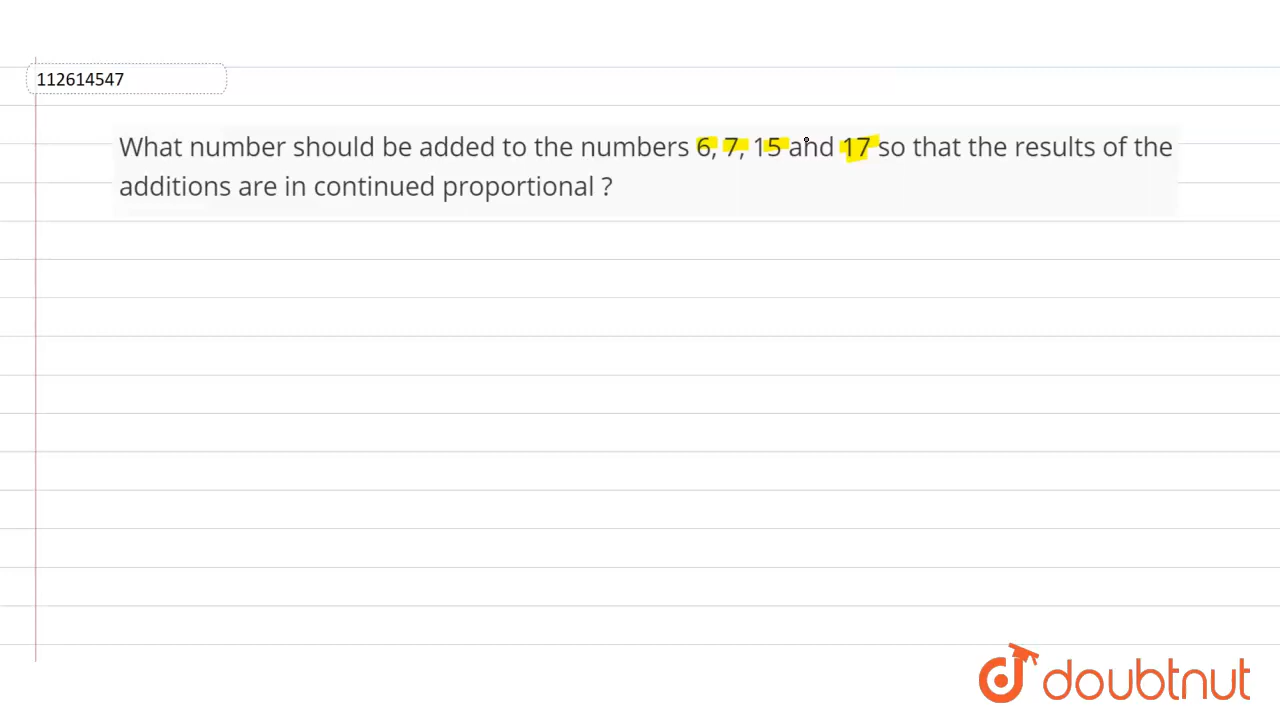 112614547
What number should be added to the numbers 6, 7, 15 and 17 so that the results of the
additions are in continued proportional ?
doubtnut